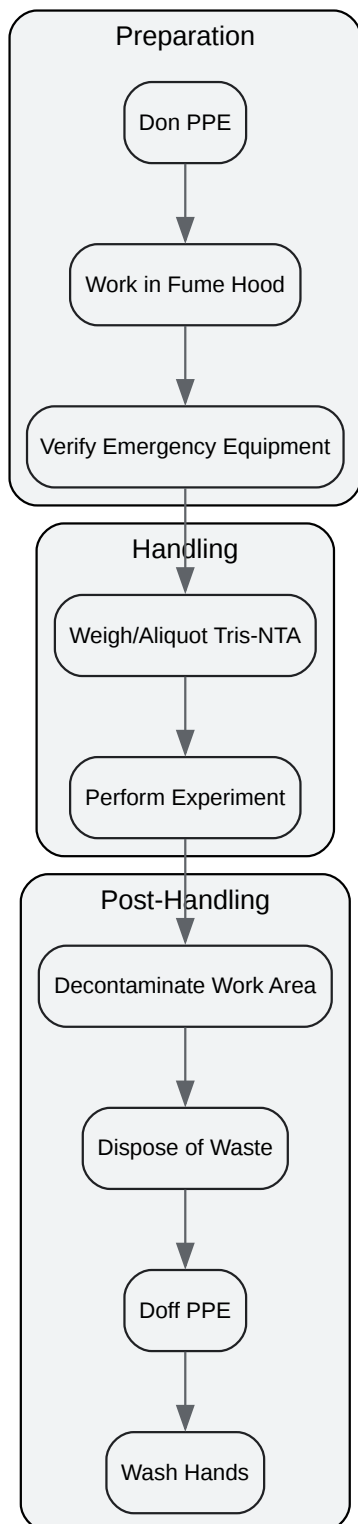 Preparation
Don PPE
Work in Fume Hood
Verify Emergency Equipment
Handling
Weigh/Aliquot Tris-NTA
Perform Experiment
Post-Handling
Decontaminate Work Area
Dispose of Waste
Doff PPE
Wash Hands